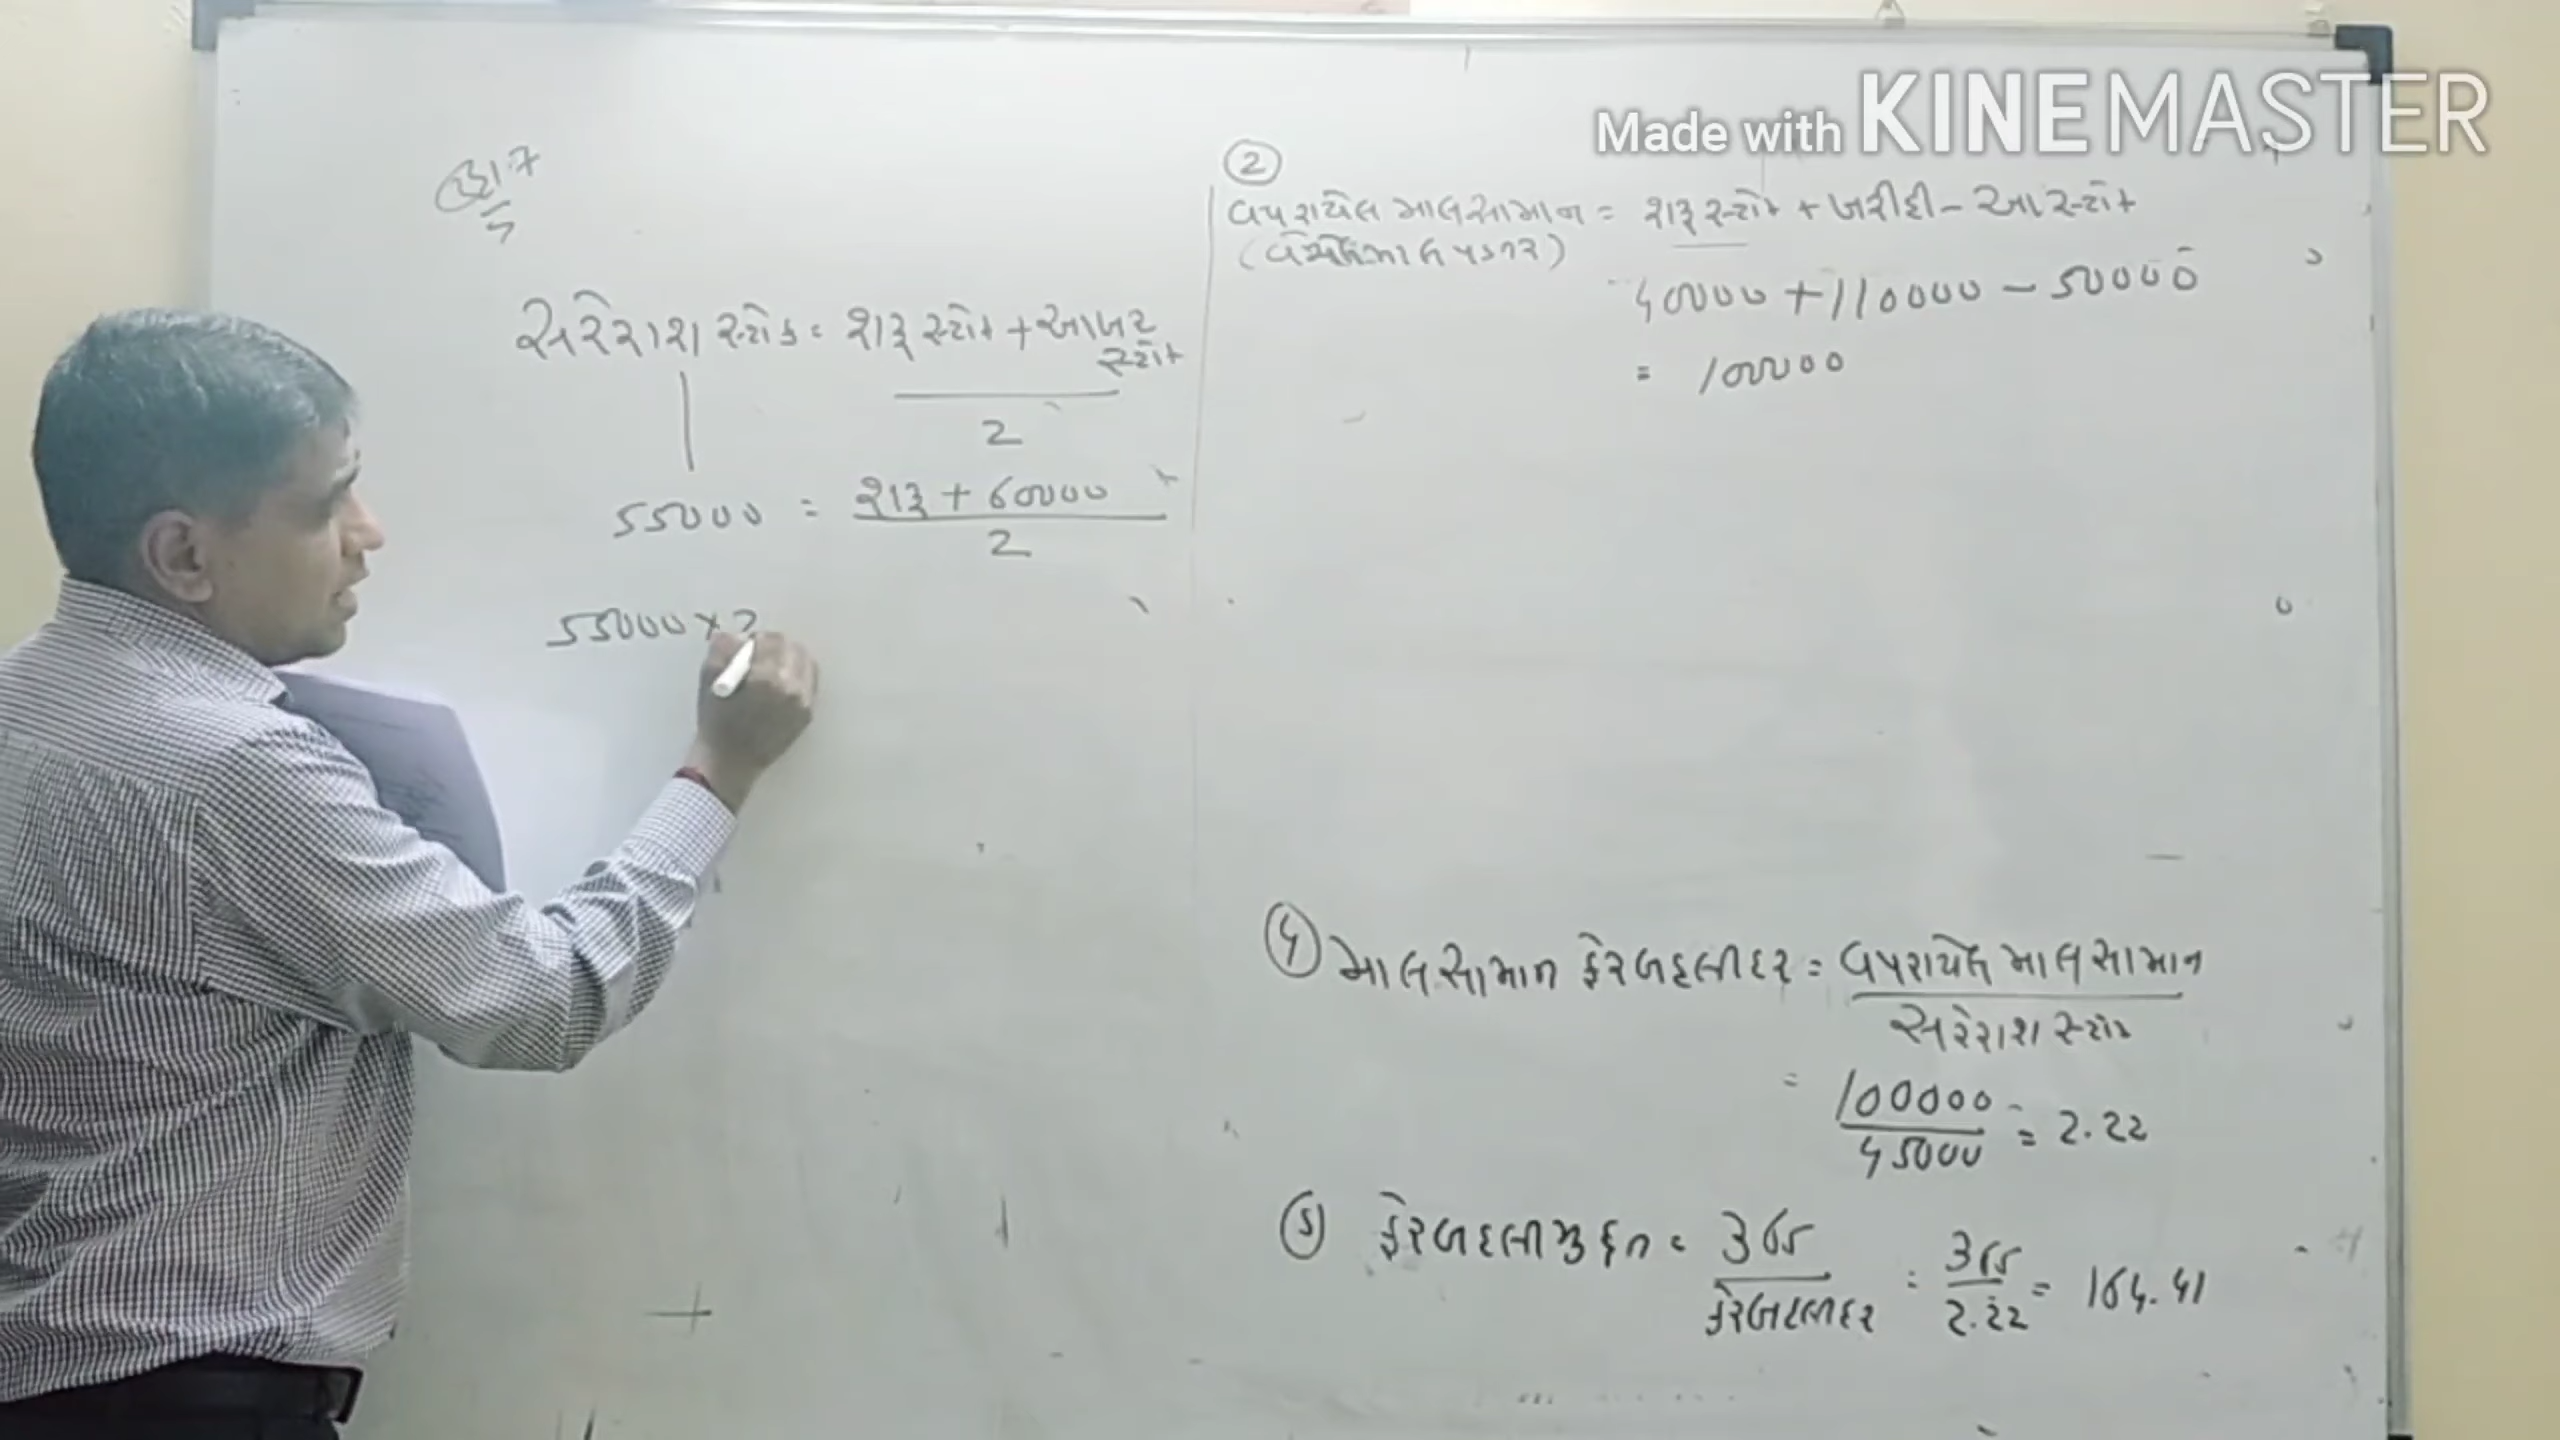 સરેરાશ સ્ટોક = શરૂ સ્ટોક + આખર
સ્ટોક
2
55000 = શરૂ + 60000
2
55000 × 2
Made with KINEMASTER
2
વપરાયેલ માલસામાન = શરૂ સ્ટોક + ખરીદી - આ સ્ટોક
40000 + 110000 - 50000
= 100000
4 માલસામાન ફેરબદલીદર = વપરાયેલ માલસામાન
સરેરાશ સ્ટોક
= 100000 = 2.22
45000
5 ફેરબદલી મુદત = 365 = 365 = 164.41
ફેરબદલીદર 2.22